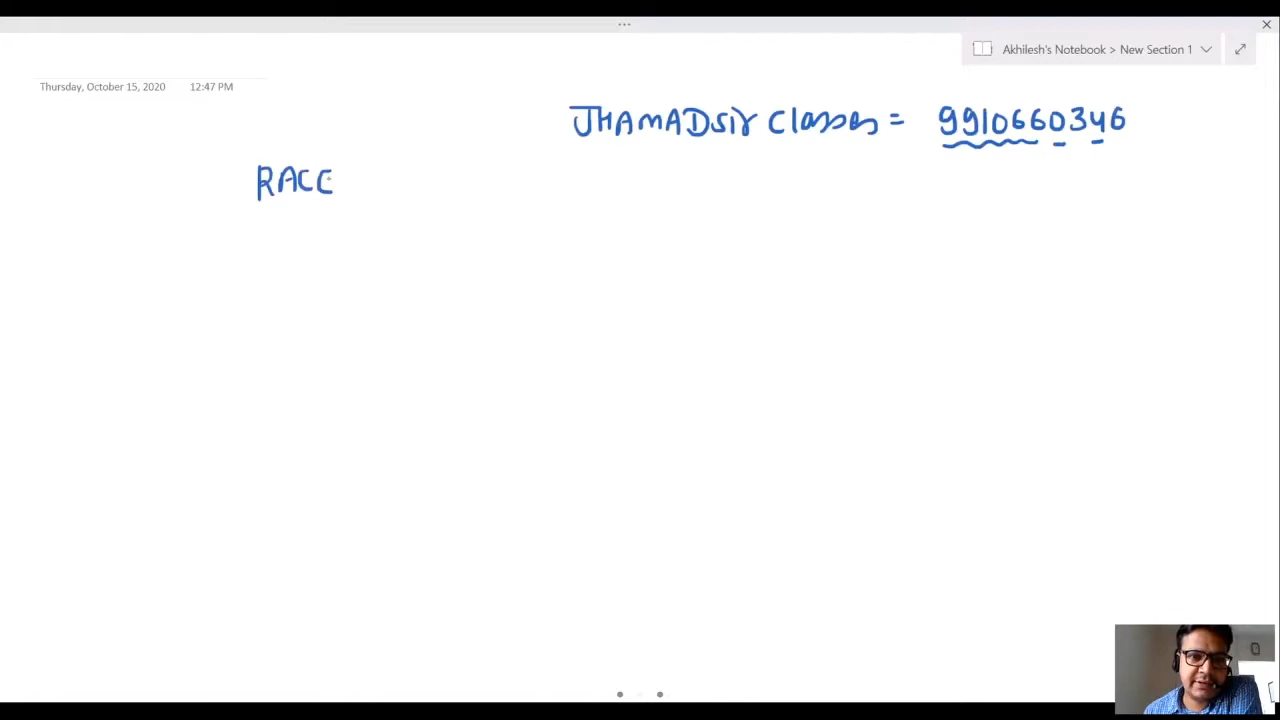 Akhilesh's Notebook > New Section 1
Thursday, October 15, 2020 12:47 PM
JHAMADSir Classes = 9910660346
RACE